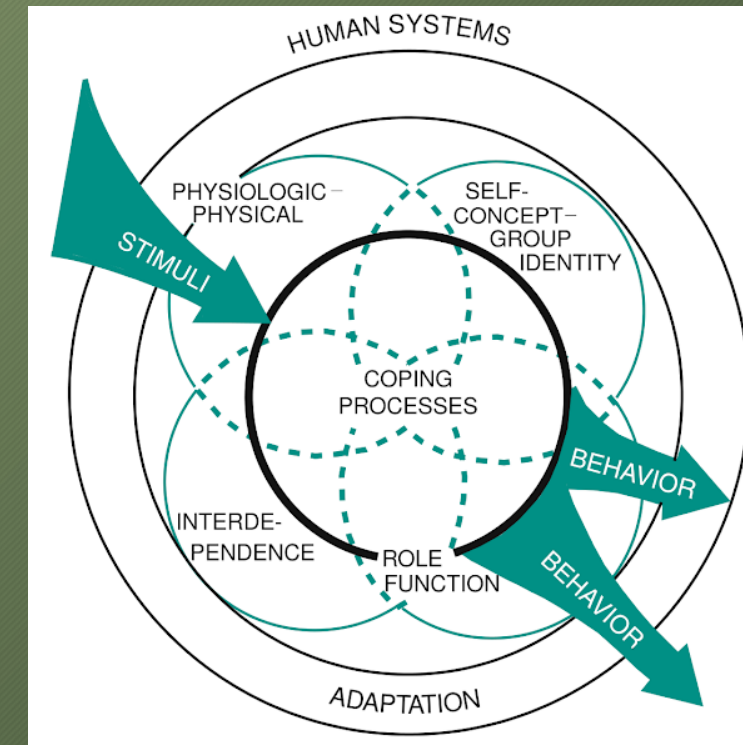 HUMAN SYSTEMS
PHYSIOLOGIC–
PHYSICAL
SELF-
CONCEPT–
GROUP
IDENTITY
STIMULI
COPING
PROCESSES
BEHAVIOR
INTERDE-
PENDENCE
ROLE
FUNCTION
BEHAVIOR
ADAPTATION